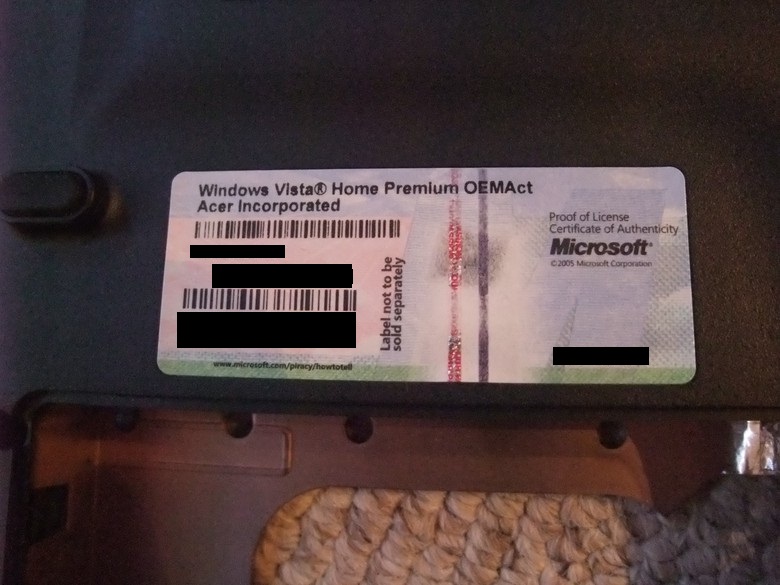 Windows Vista® Home Premium OEMAct
Acer Incorporated
Label not to be
sold separately
www.microsoft.com/piracy/howtotell
Proof of License
Certificate of Authenticity
Microsoft®
©2005 Microsoft Corporation